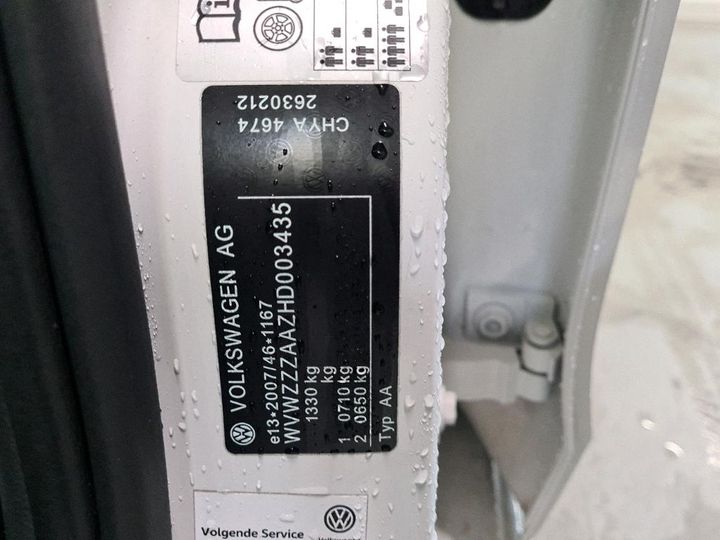 CHYA 4674
2630212
VOLKSWAGEN AG
e13*2007/46*1167
WVWZZZAAZHD003435
1330 kg
kg
1 0710 kg
2 0650 kg
Typ AA
Volgende Service